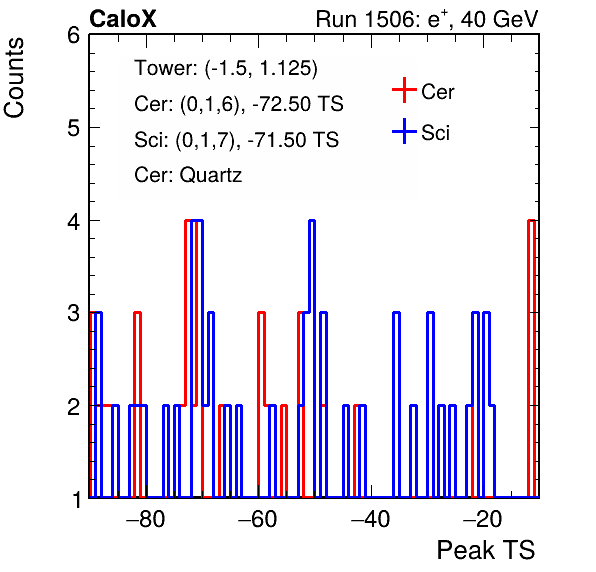 CaloX Run 1506: e⁺, 40 GeV
Counts
Tower: (-1.5, 1.125)
Cer: (0,1,6), -72.50 TS
Sci: (0,1,7), -71.50 TS
Cer: Quartz
Cer
Sci
6
5
4
3
2
1
−80 −60 −40 −20
Peak TS